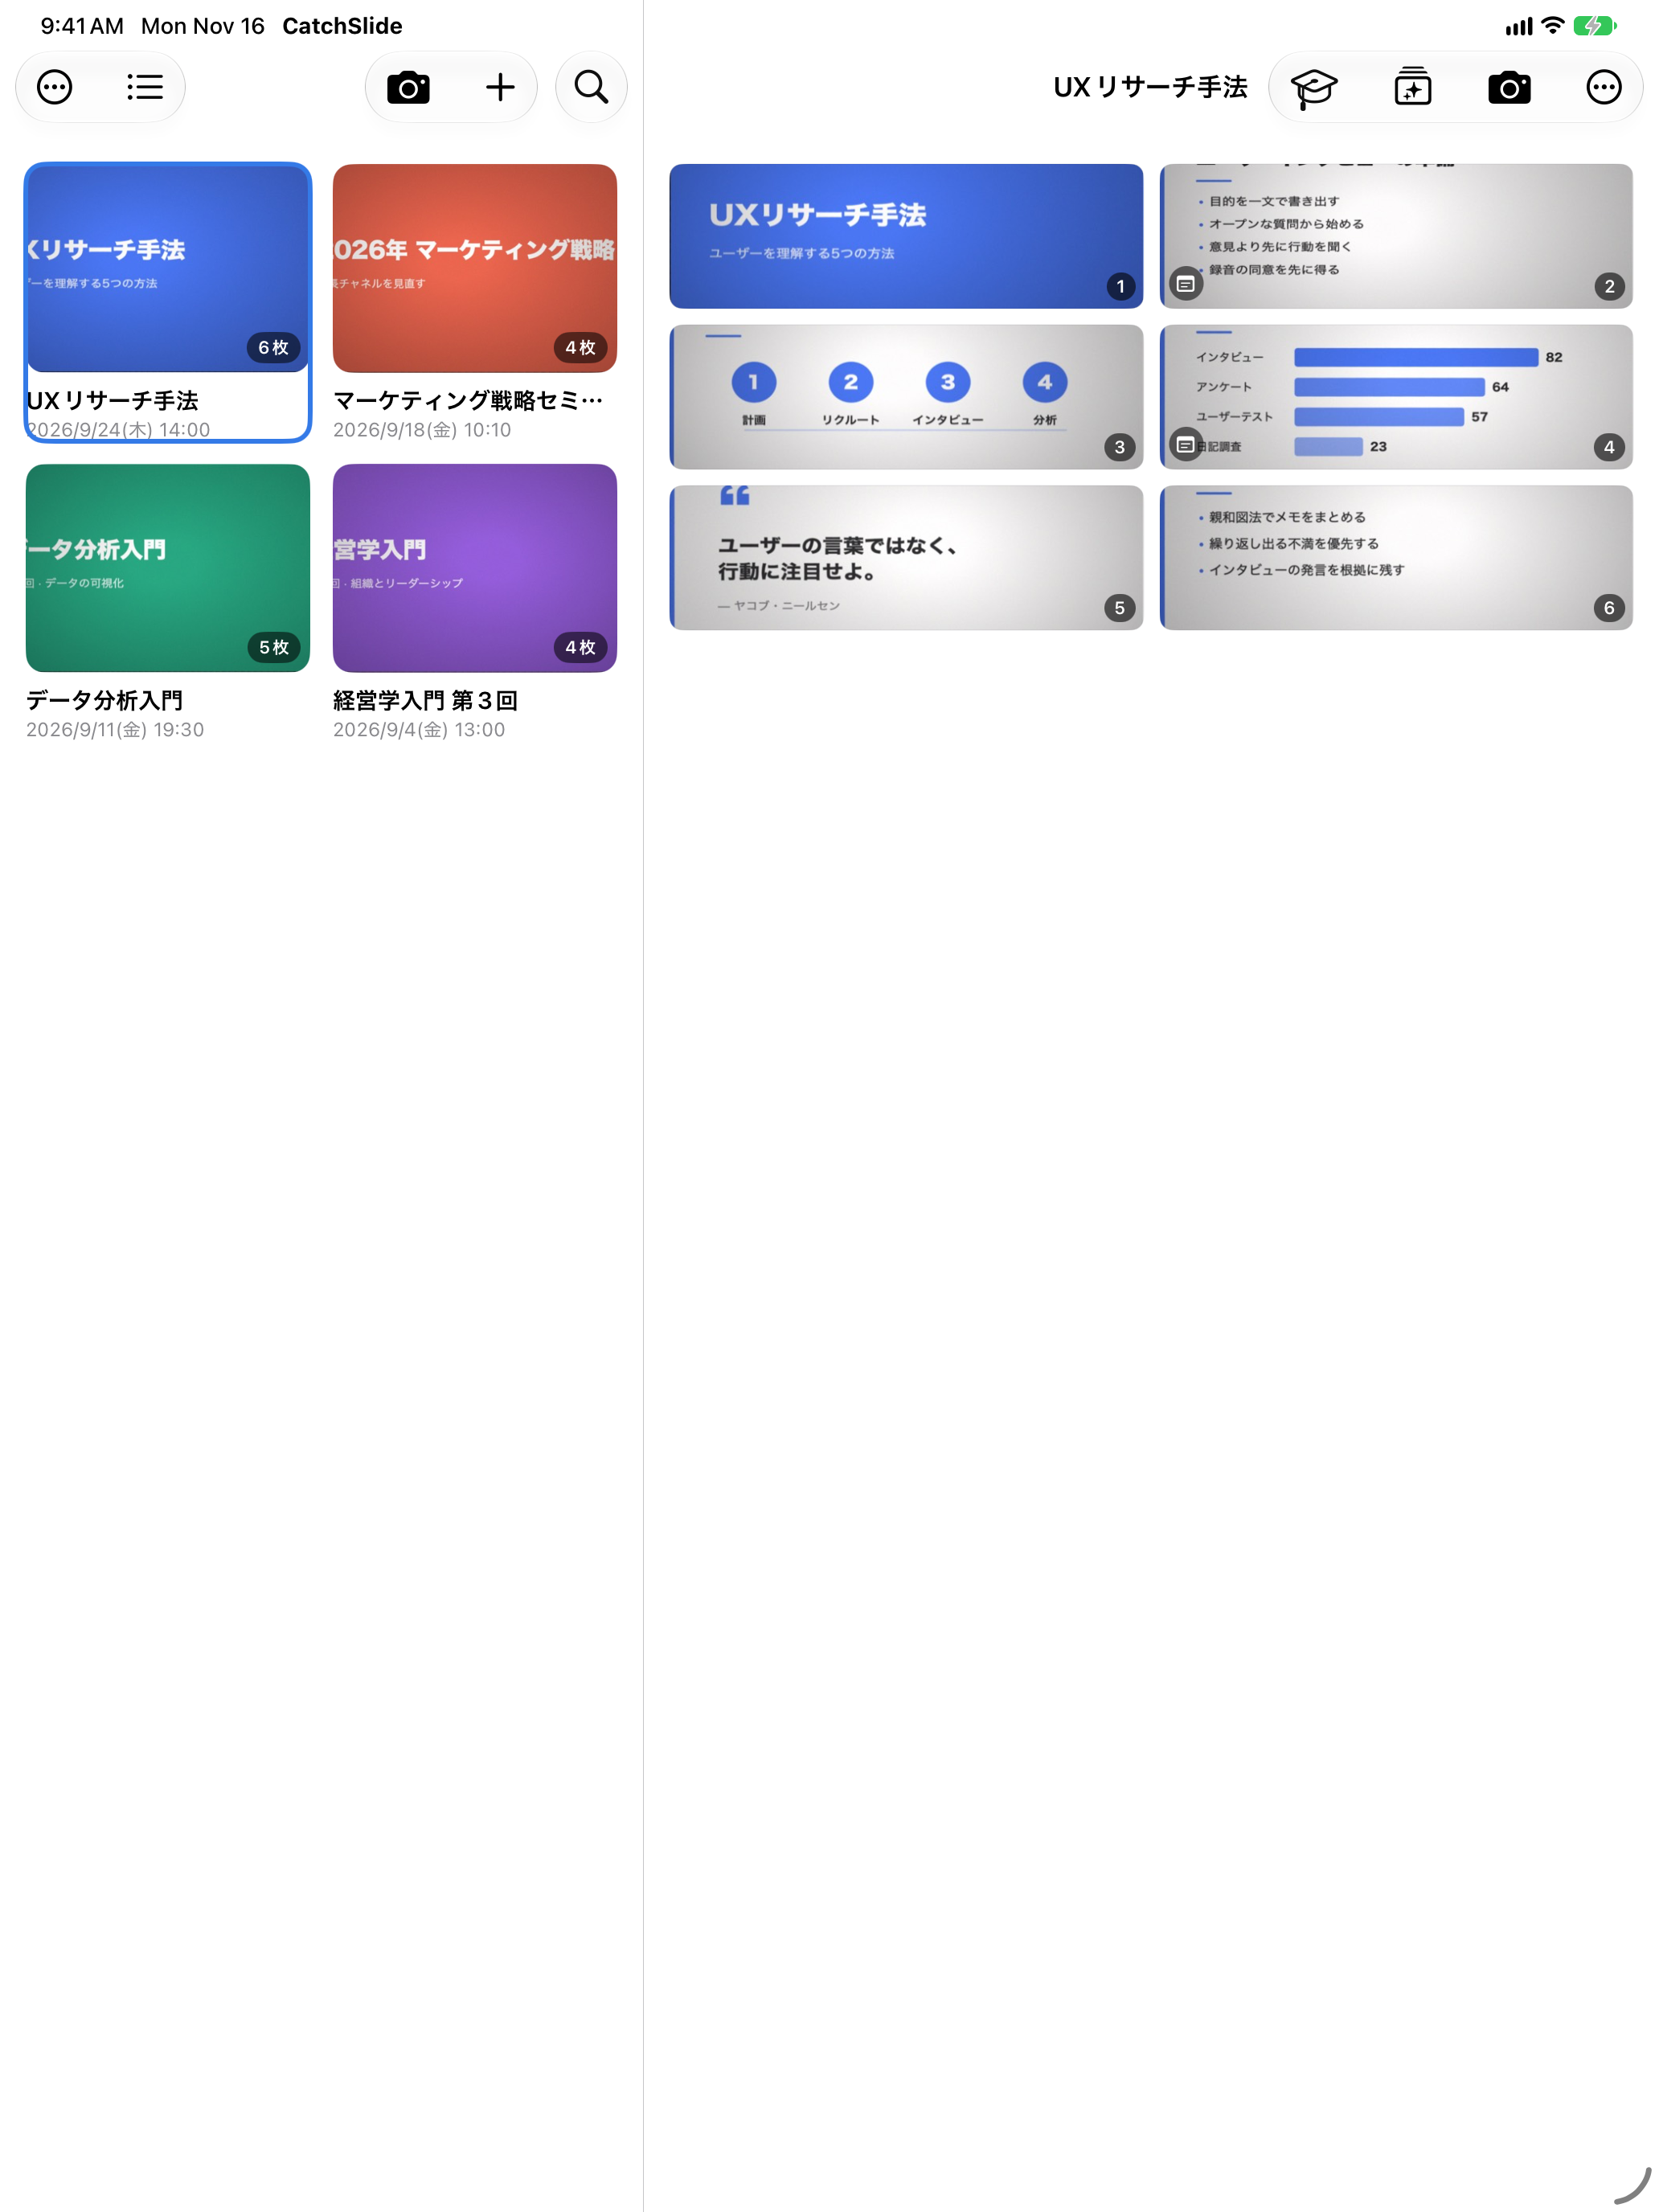 9:41 AM Mon Nov 16 CatchSlide
Xリサーチ手法
ーを理解する5つの方法
6枚
UXリサーチ手法
2026/9/24(木) 14:00
026年 マーケティング戦略
チャネルを見直す
4枚
マーケティング戦略セミ…
2026/9/18(金) 10:10
ータ分析入門
回 - データの可視化
5枚
データ分析入門
2026/9/11(金) 19:30
営学入門
回 - 組織とリーダーシップ
4枚
経営学入門 第3回
2026/9/4(金) 13:00
UXリサーチ手法
UXリサーチ手法
ユーザーを理解する5つの方法
1
• 目的を一文で書き出す
• オープンな質問から始める
• 意見より先に行動を聞く
• 録音の同意を先に得る
2
1 2 3 4
計画 リクルート インタビュー 分析
3
インタビュー 82
アンケート 64
ユーザーテスト 57
日記調査 23
4
“
ユーザーの言葉ではなく、
行動に注目せよ。
— ヤコブ・ニールセン
5
• 親和図法でメモをまとめる
• 繰り返し出る不満を優先する
• インタビューの発言を根拠に残す
6